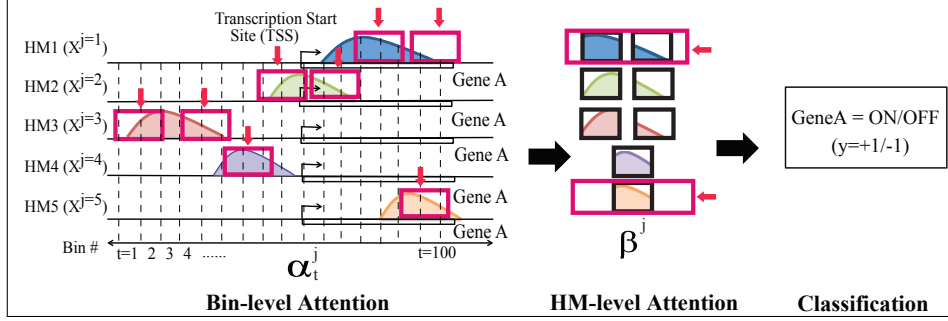 Transcription Start
Site (TSS)
HM1 (X^{j=1})
Gene A
HM2 (X^{j=2})
Gene A
HM3 (X^{j=3})
Gene A
HM4 (X^{j=4})
Gene A
HM5 (X^{j=5})
Gene A
Bin #
t=1 2 3 4 ......
t=100
α_t^j
β^j
GeneA = ON/OFF
(y=+1/-1)
Bin-level Attention
HM-level Attention
Classification